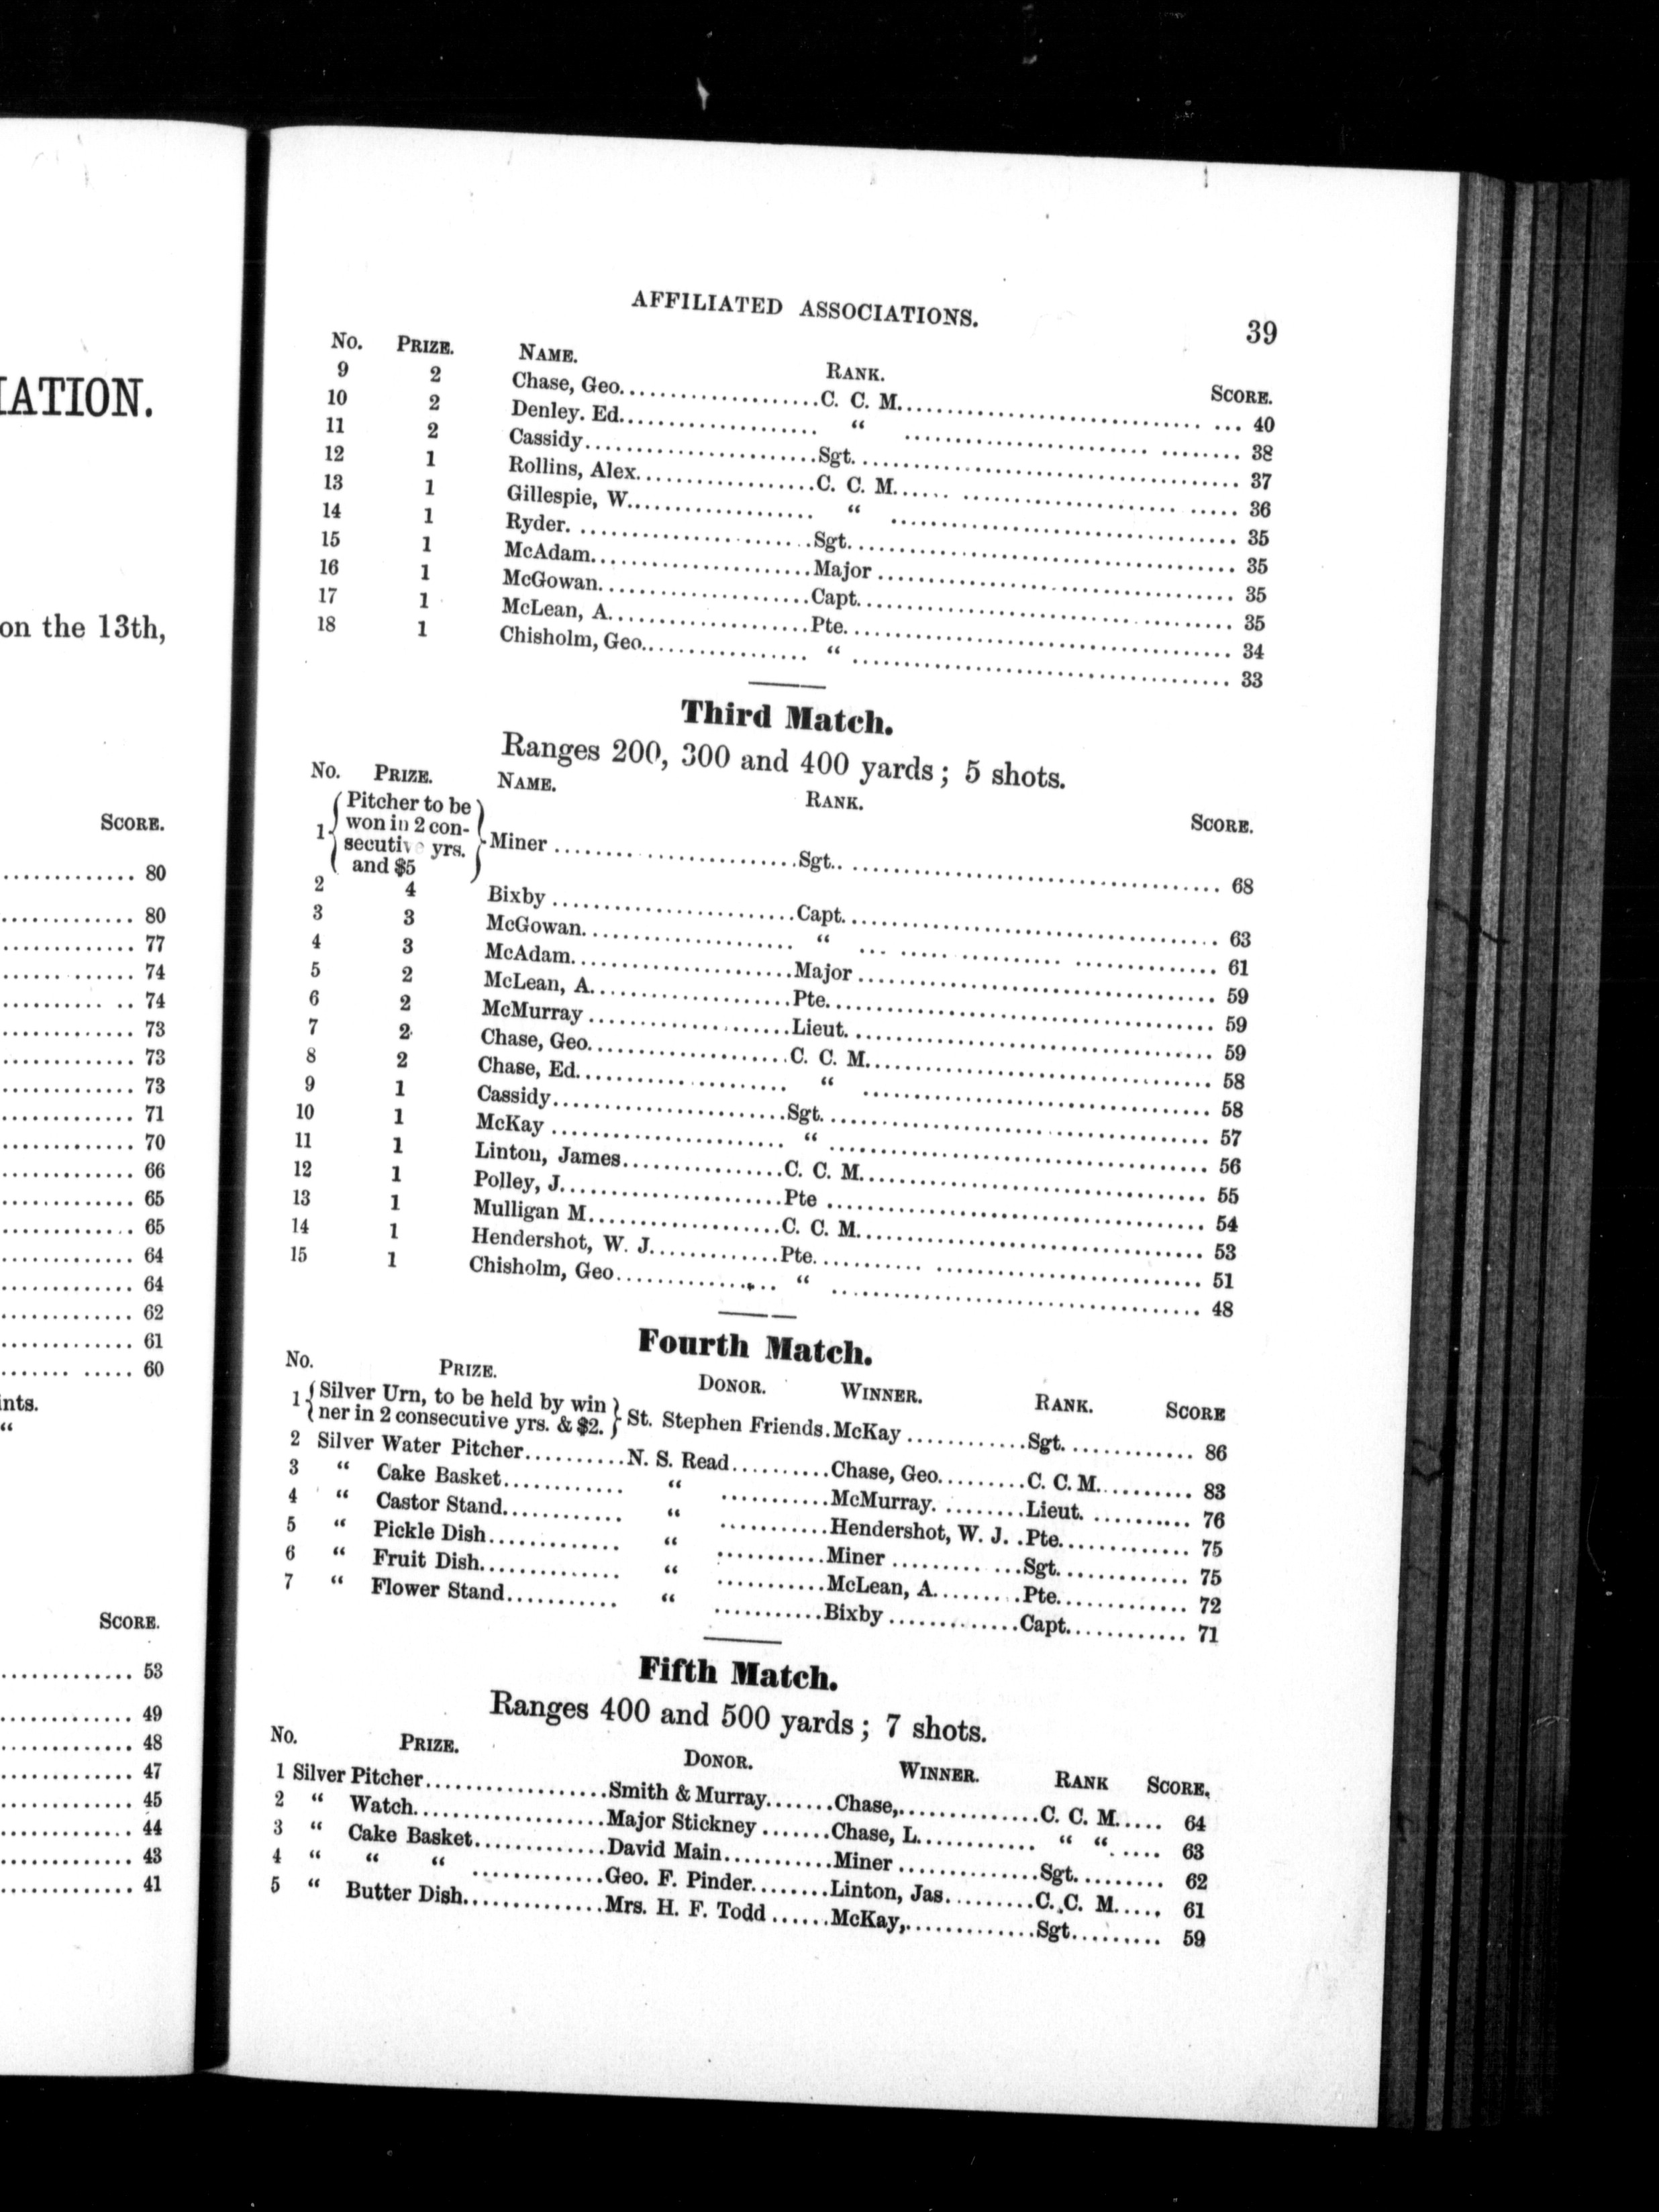 IATION.
on the 13th,
SCORE.
............. 80
............. 80
............. 77
............. 74
............. 74
............. 73
............. 73
............. 73
............. 71
............. 70
............. 66
............. 65
............. 65
............. 64
............. 64
............. 62
............. 61
............. 60
ints.
“
SCORE.
............. 53
............. 49
............. 48
............. 47
............. 45
............. 44
............. 43
............. 41
AFFILIATED ASSOCIATIONS. 39
No. PRIZE. NAME. RANK. SCORE.
9 2 Chase, Geo....................C. C. M.................................. 40
10 2 Denley. Ed.................... “ .................................. 38
11 2 Cassidy.......................Sgt................................... 37
12 1 Rollins, Alex.................C. C. M.................................. 36
13 1 Gillespie, W.................. “ .................................. 35
14 1 Ryder. .......................Sgt................................... 35
15 1 McAdam......................Major .................................. 35
16 1 McGowan.....................Capt................................... 35
17 1 McLean, A....................Pte................................... 34
18 1 Chisholm, Geo................. “ .................................. 33
Third Match.
Ranges 200, 300 and 400 yards; 5 shots.
No. PRIZE. NAME. RANK. SCORE.
1 { Pitcher to be won in 2 consecutive yrs. and $5 } Miner ........................Sgt................................... 68
2 4 Bixby ........................Capt................................... 63
3 3 McGowan..................... “ .................................. 61
4 3 McAdam......................Major .................................. 59
5 2 McLean, A....................Pte................................... 59
6 2 McMurray ....................Lieut................................... 59
7 2 Chase, Geo....................C. C. M.................................. 58
8 2 Chase, Ed..................... “ .................................. 58
9 1 Cassidy.......................Sgt................................... 57
10 1 McKay ....................... “ .................................. 56
11 1 Linton, James................C. C. M.................................. 55
12 1 Polley, J......................Pte .................................. 54
13 1 Mulligan M...................C. C. M.................................. 53
14 1 Hendershot, W. J.............Pte................................... 51
15 1 Chisholm, Geo................ “ .................................. 48
Fourth Match.
No. PRIZE. DONOR. WINNER. RANK. SCORE
1 { Silver Urn, to be held by win
ner in 2 consecutive yrs. & $2. } St. Stephen Friends.McKay ............Sgt............. 86
2 Silver Water Pitcher..........N. S. Read..........Chase, Geo.........C. C. M.......... 83
3 “ Cake Basket............ “ ...........McMurray. ........Lieut. .......... 76
4 “ Castor Stand............ “ ...........Hendershot, W. J. .Pte............. 75
5 “ Pickle Dish............. “ ...........Miner .............Sgt............. 75
6 “ Fruit Dish.............. “ ...........McLean, A.........Pte............. 72
7 “ Flower Stand........... “ ...........Bixby .............Capt............ 71
Fifth Match.
Ranges 400 and 500 yards; 7 shots.
No. PRIZE. DONOR. WINNER. RANK SCORE.
1 Silver Pitcher..................Smith & Murray.......Chase,..............C. C. M..... 64
2 “ Watch...................Major Stickney .......Chase, L............ “ “. .... 63
3 “ Cake Basket.............David Main...........Miner ..............Sgt......... 62
4 “ “ “ .............Geo. F. Pinder........Linton, Jas.........C. C. M..... 61
5 “ Butter Dish..............Mrs. H. F. Todd ......McKay,.............Sgt......... 59